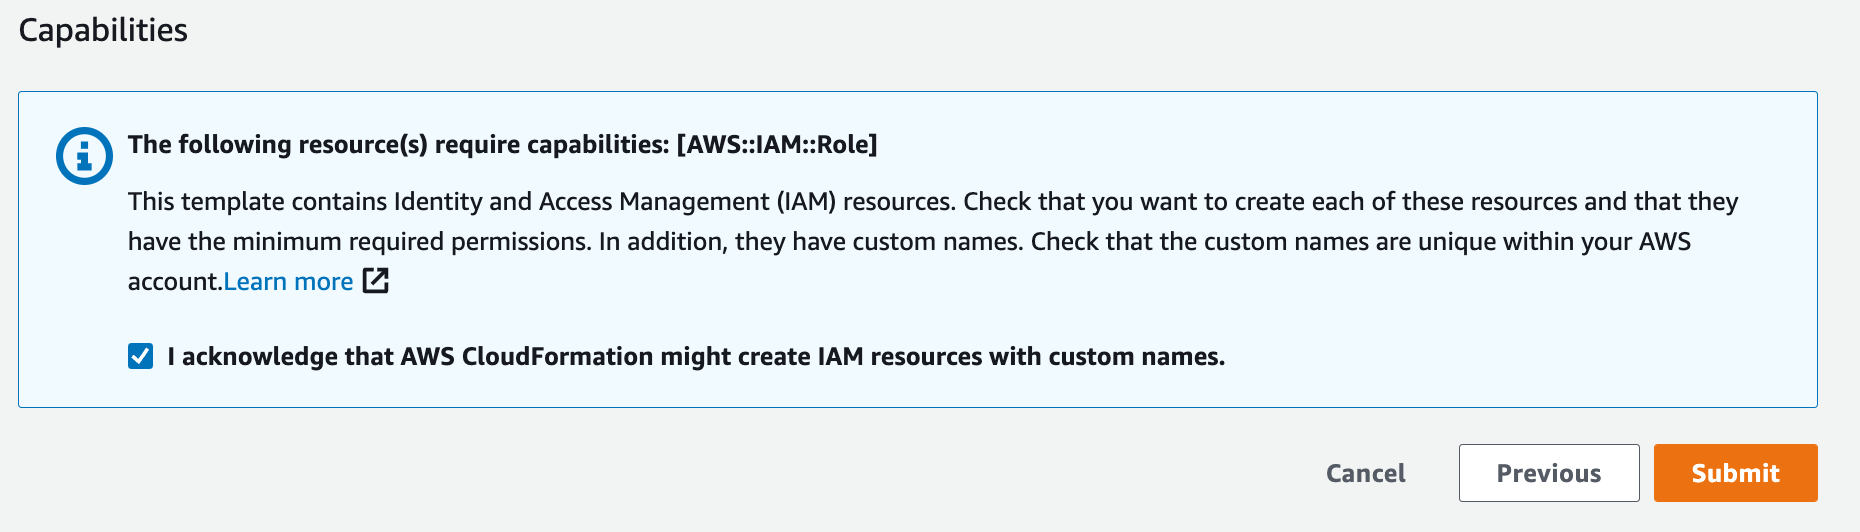 Capabilities
The following resource(s) require capabilities: [AWS::IAM::Role]
This template contains Identity and Access Management (IAM) resources. Check that you want to create each of these resources and that they
have the minimum required permissions. In addition, they have custom names. Check that the custom names are unique within your AWS
account.Learn more
I acknowledge that AWS CloudFormation might create IAM resources with custom names.
Cancel Previous Submit